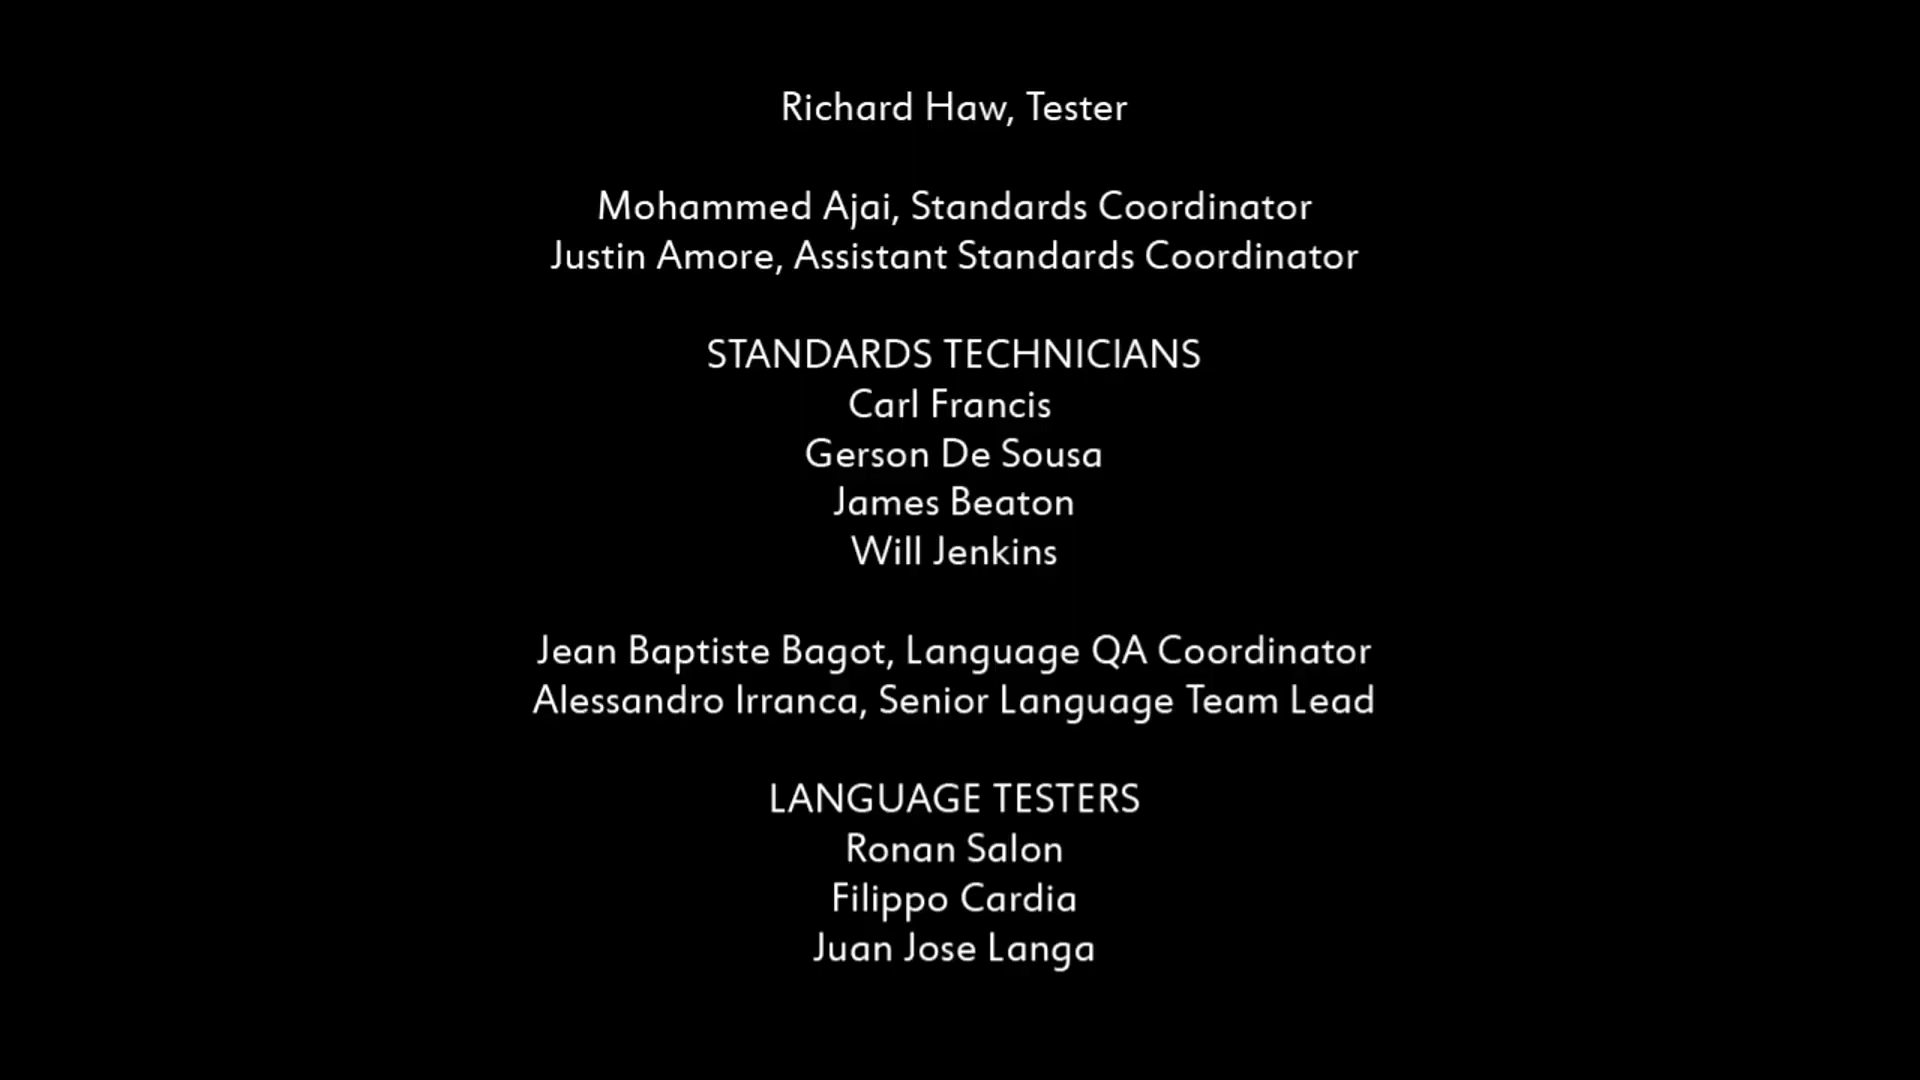 Richard Haw, Tester
Mohammed Ajai, Standards Coordinator
Justin Amore, Assistant Standards Coordinator
STANDARDS TECHNICIANS
Carl Francis
Gerson De Sousa
James Beaton
Will Jenkins
Jean Baptiste Bagot, Language QA Coordinator
Alessandro Irranca, Senior Language Team Lead
LANGUAGE TESTERS
Ronan Salon
Filippo Cardia
Juan Jose Langa